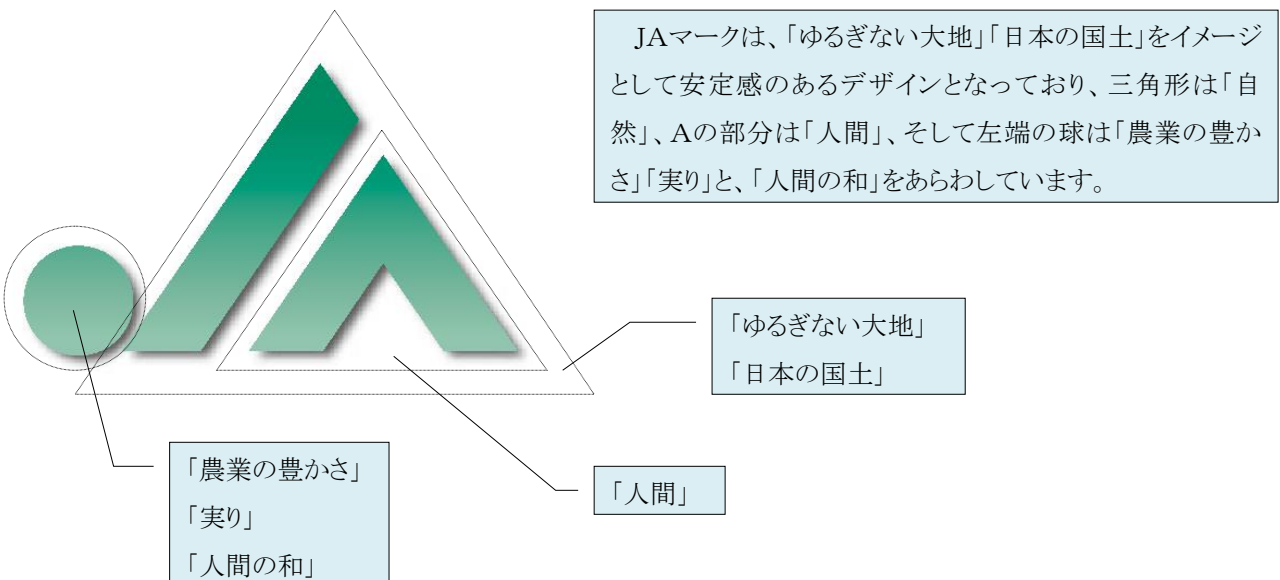 JAマークは、「ゆるぎない大地」「日本の国土」をイメージ
として安定感のあるデザインとなっており、三角形は「自
然」、Aの部分は「人間」、そして左端の球は「農業の豊か
さ」「実り」と、「人間の和」をあらわしています。
「ゆるぎない大地」
「日本の国土」
「農業の豊かさ」
「実り」
「人間の和」
「人間」